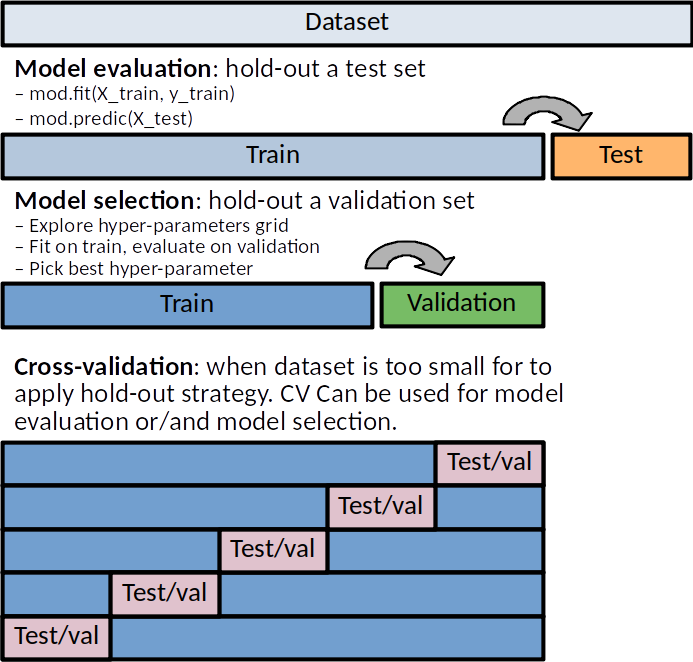 Dataset
Model evaluation: hold-out a test set
– mod.fit(X_train, y_train)
– mod.predic(X_test)
Train
Test
Model selection: hold-out a validation set
– Explore hyper-parameters grid
– Fit on train, evaluate on validation
– Pick best hyper-parameter
Train
Validation
Cross-validation: when dataset is too small for to
apply hold-out strategy. CV Can be used for model
evaluation or/and model selection.
Test/val
Test/val
Test/val
Test/val
Test/val